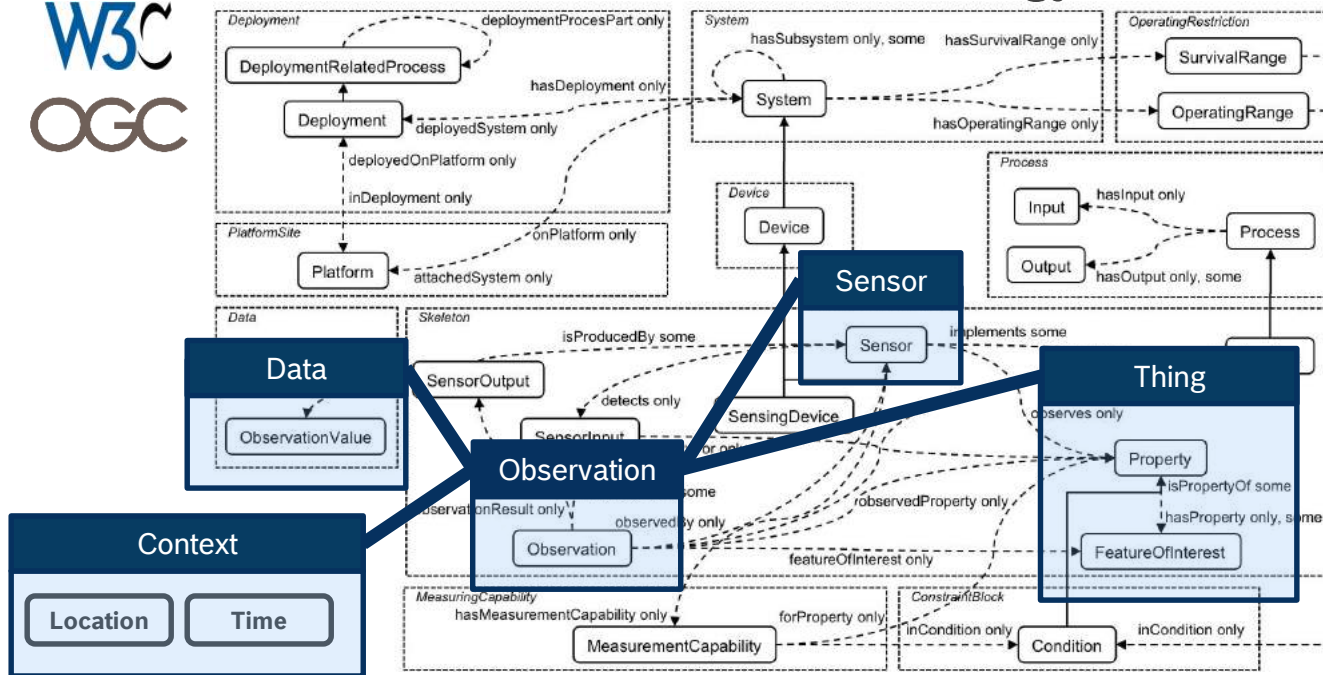 W3C
OGC
Deployment
deploymentProcesPart only
DeploymentRelatedProcess
hasDeployment only
Deployment
deployedSystem only
deployedOnPlatform only
inDeployment only
System
hasSubsystem only, some
hasSurvivalRange only
System
hasOperatingRange only
OperatingRestriction
SurvivalRange
OperatingRange
PlatformSite
onPlatform only
Platform
attachedSystem only
Device
Device
Process
hasInput only
Input
Process
Output
hasOutput only, some
Sensor
Data
Skeleton
isProducedBy some
Sensor
implements some
Data
SensorOutput
Thing
detects only
SensingDevice
observes only
ObservationValue
SensorInput
or only
Property
Observation
some
isPropertyOf some
observationResult only
observedBy only
observedProperty only
hasProperty only, some
Context
Observation
featureOfInterest only
FeatureOfInterest
Location
Time
MeasuringCapability
hasMeasurementCapability only
forProperty only
ConstraintBlock
inCondition only
inCondition only
MeasurementCapability
Condition